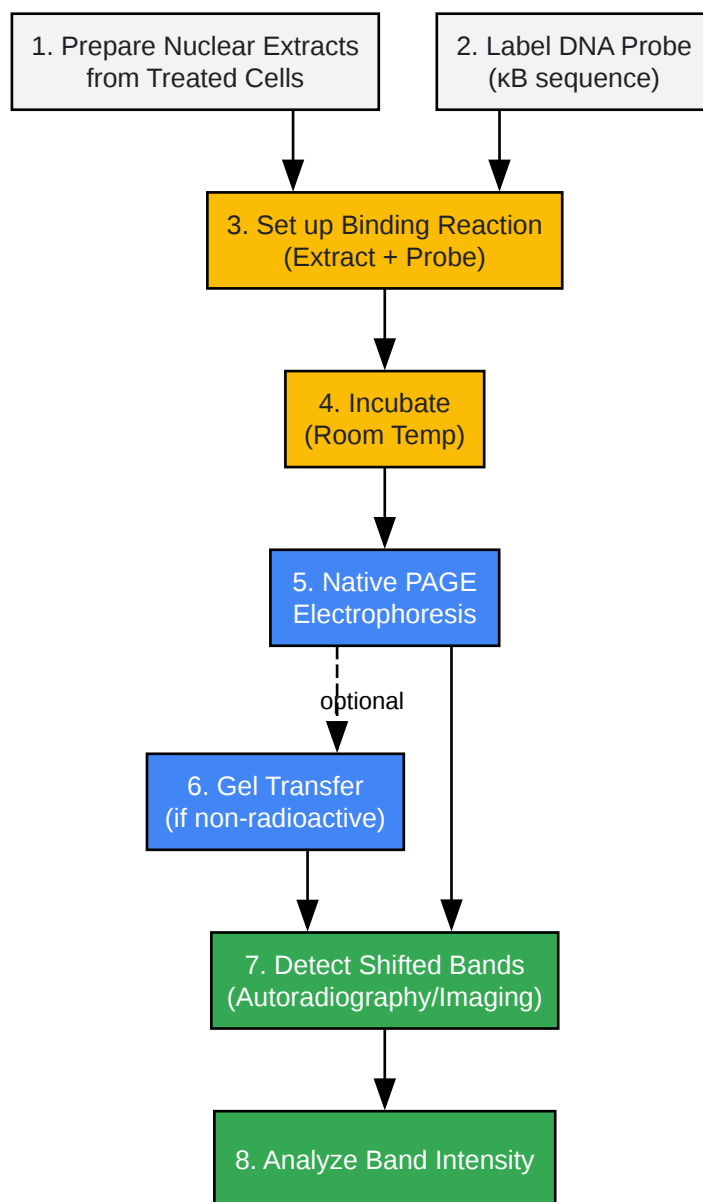 1. Prepare Nuclear Extracts
from Treated Cells
2. Label DNA Probe
(κB sequence)
3. Set up Binding Reaction
(Extract + Probe)
4. Incubate
(Room Temp)
5. Native PAGE
Electrophoresis
optional
6. Gel Transfer
(if non-radioactive)
7. Detect Shifted Bands
(Autoradiography/Imaging)
8. Analyze Band Intensity